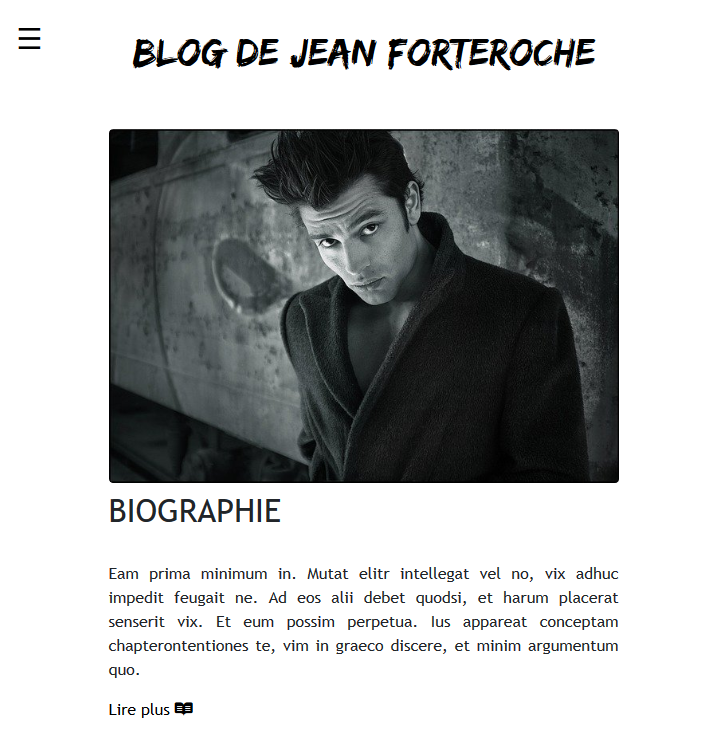 BLOG DE JEAN FORTEROCHE
BIOGRAPHIE
Eam prima minimum in. Mutat elitr intellegat vel no, vix adhuc
impedit feugait ne. Ad eos alii debet quodsi, et harum placerat
senserit vix. Et eum possim perpetua. Ius appareat conceptam
chapterontentiones te, vim in graeco discere, et minim argumentum
quo.
Lire plus